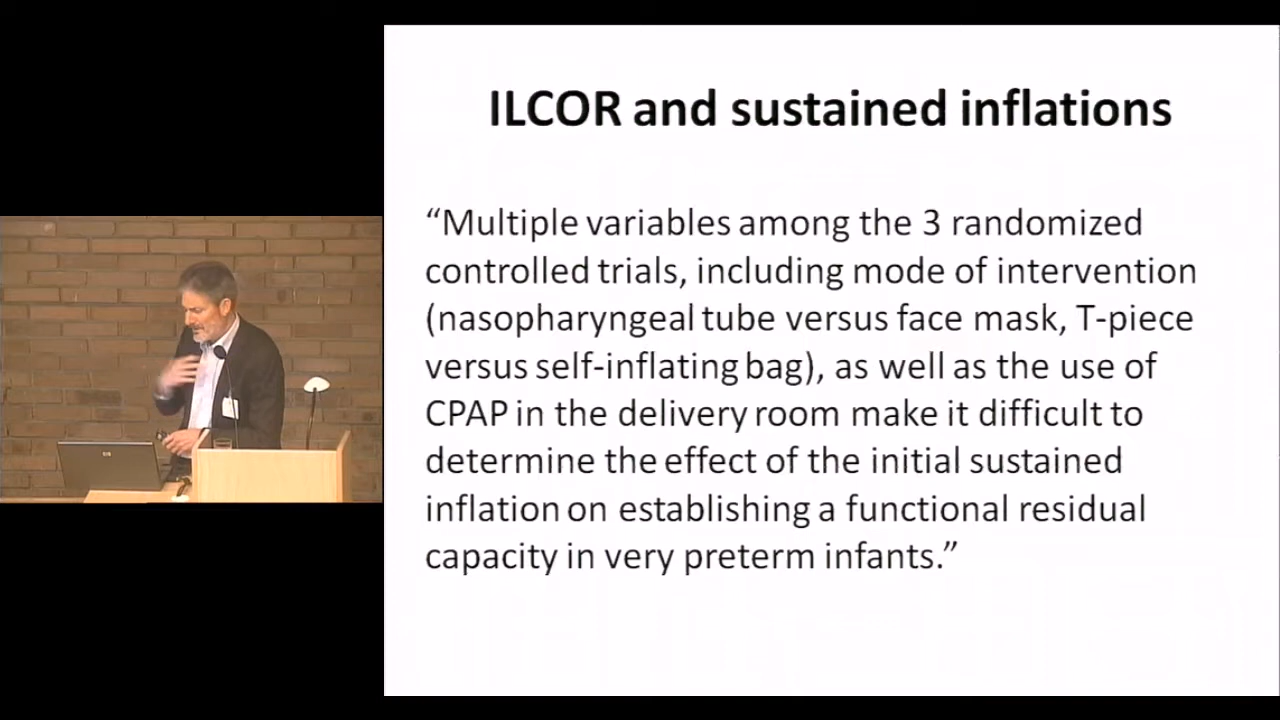 ILCOR and sustained inflations
“Multiple variables among the 3 randomized
controlled trials, including mode of intervention
(nasopharyngeal tube versus face mask, T-piece
versus self-inflating bag), as well as the use of
CPAP in the delivery room make it difficult to
determine the effect of the initial sustained
inflation on establishing a functional residual
capacity in very preterm infants.”